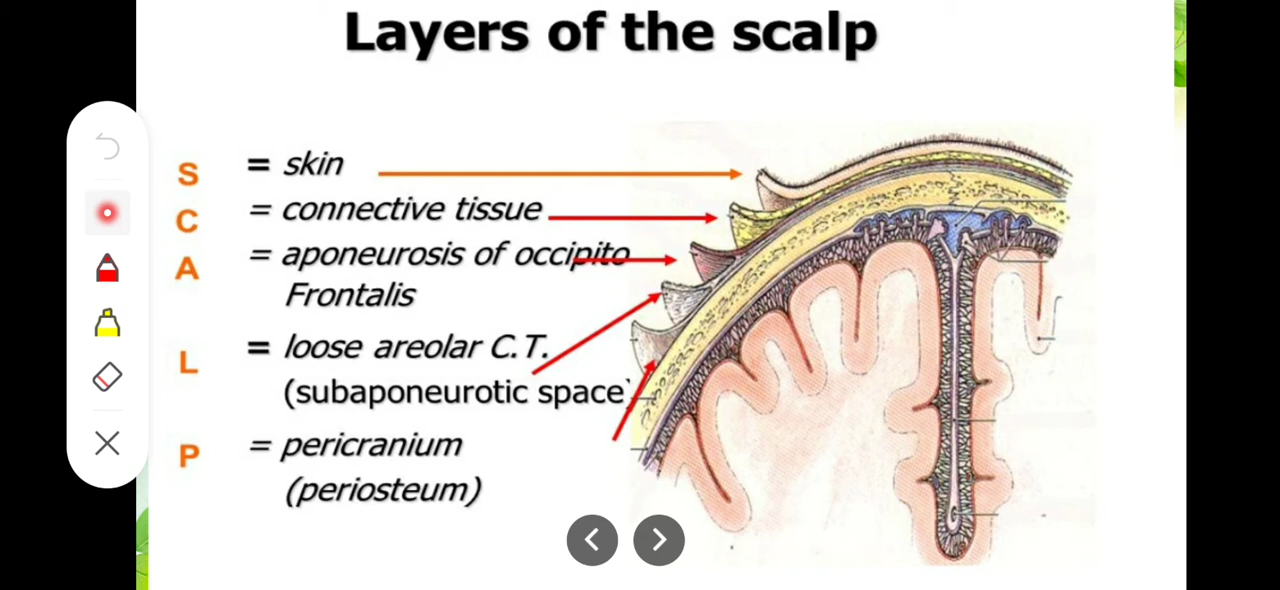 Layers of the scalp
S = skin
C = connective tissue
A = aponeurosis of occipito
Frontalis
L = loose areolar C.T.
(subaponeurotic space)
P = pericranium
(periosteum)